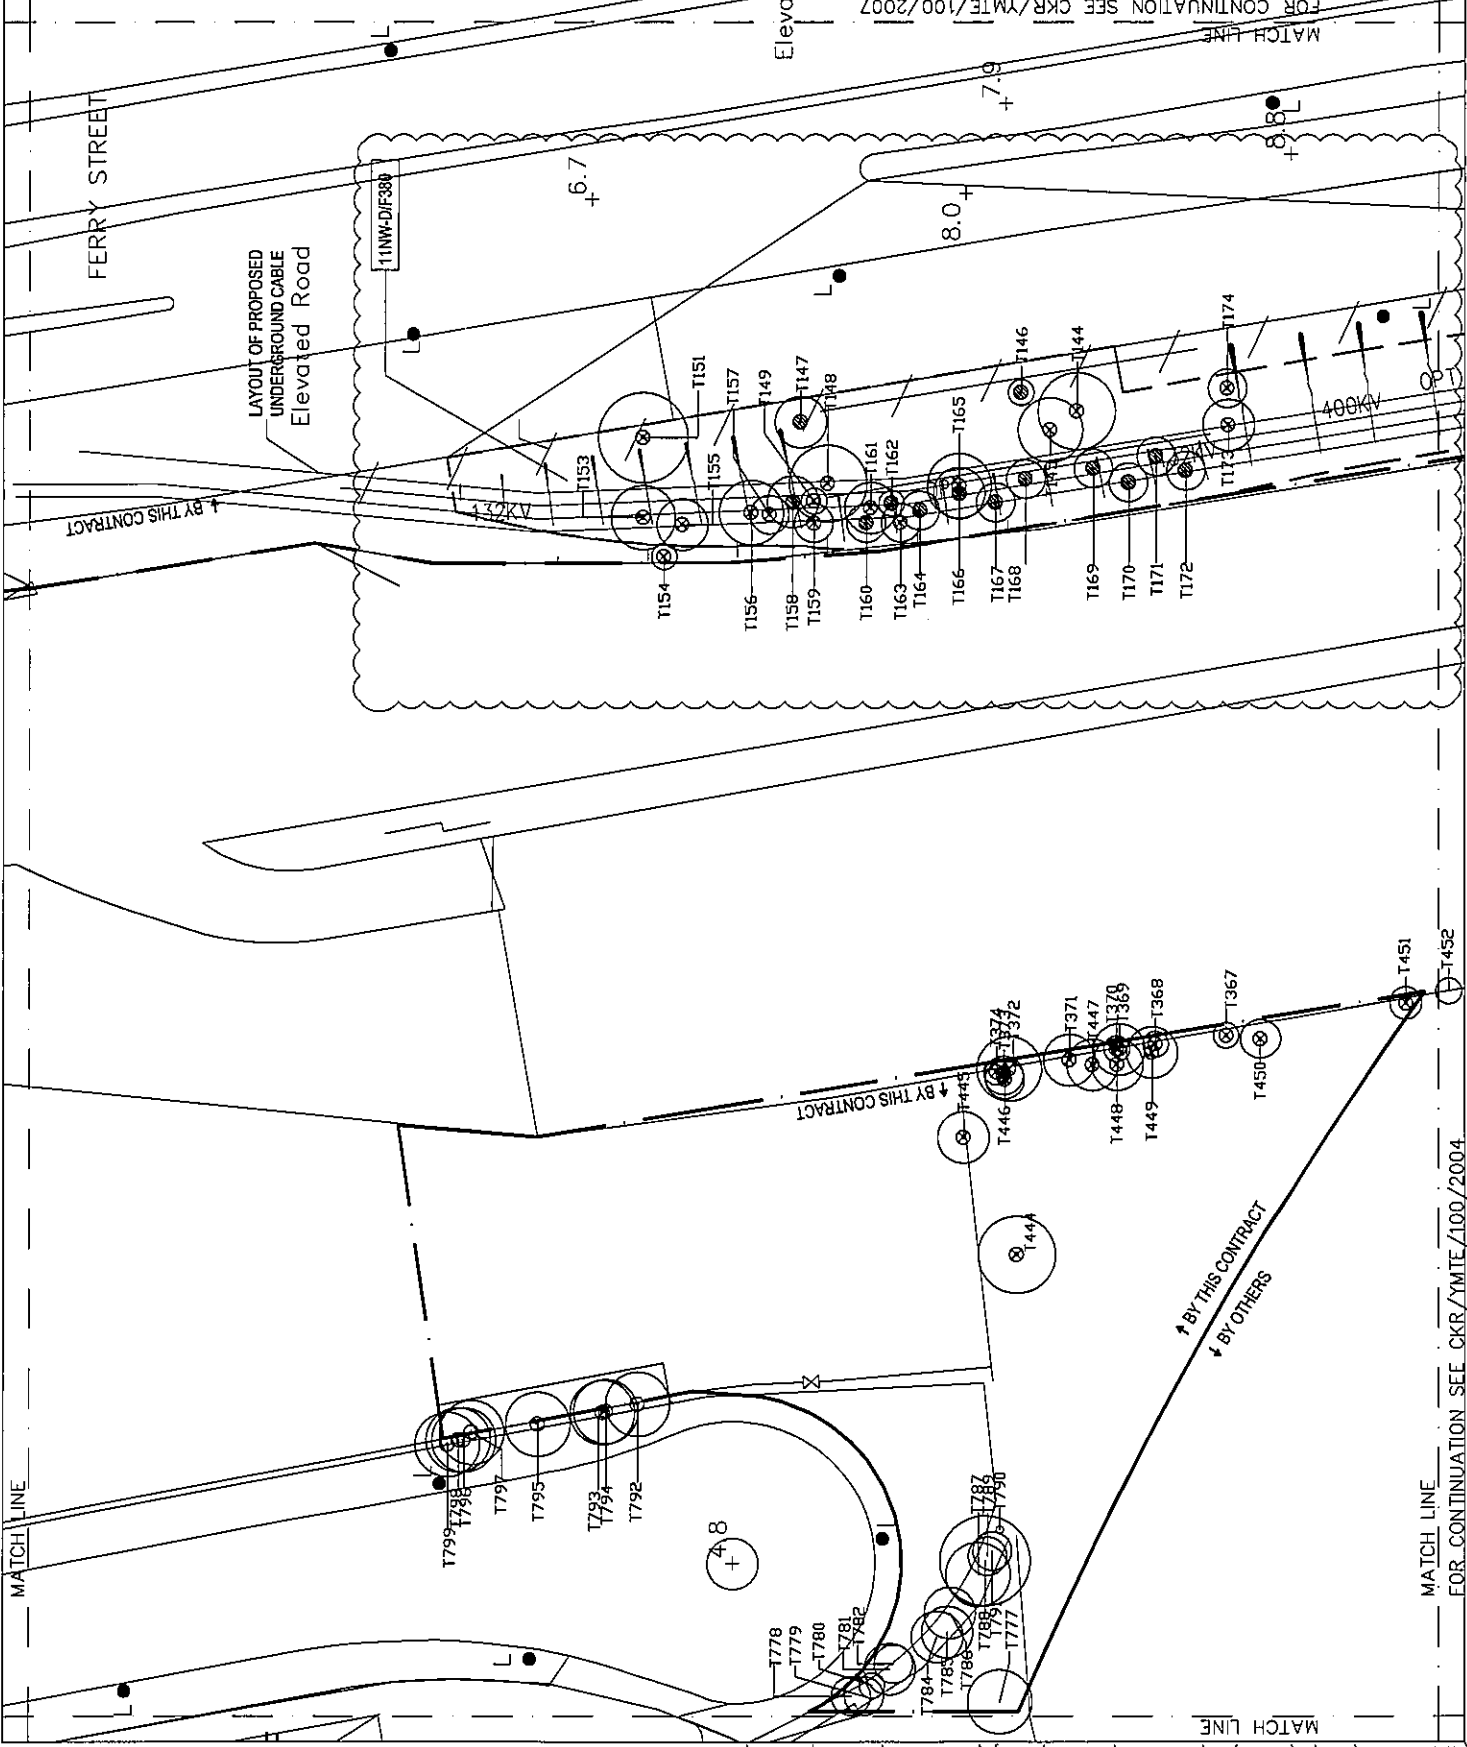 FOR CONTINUATION SEE CKR/YMTE/100/2007
MATCH LINE
Eleva
FERRY STREET
7.9
8.8
L
L
11NW-D/F380
6.7
8.0
LAYOUT OF PROPOSED
UNDERGROUND CABLE
Elevated Road
L
L
L
T151
T157
T149
T147
T148
T146
T144
T174
T165
T161
T162
T153
T155
132KV
400KV
T173
BY THIS CONTRACT
T154
T156
T158
T159
T160
T163
T164
T166
T167
T168
T169
T170
T171
T172
T374
T372
T371
T447
T370
T369
T368
T367
T451
T452
T445
T446
T448
T449
T450
BY THIS CONTRACT
T444
BY THIS CONTRACT
BY OTHERS
MATCH LINE
T799
T798
T797
T795
T793
T794
T792
L
4.8
L
T787
T789
T790
T778
T779
T780
T781
T782
T784
T785
T786
T788
T777
L
L
MATCH LINE
MATCH LINE
FOR CONTINUATION SEE CKR/YMTE/100/2004